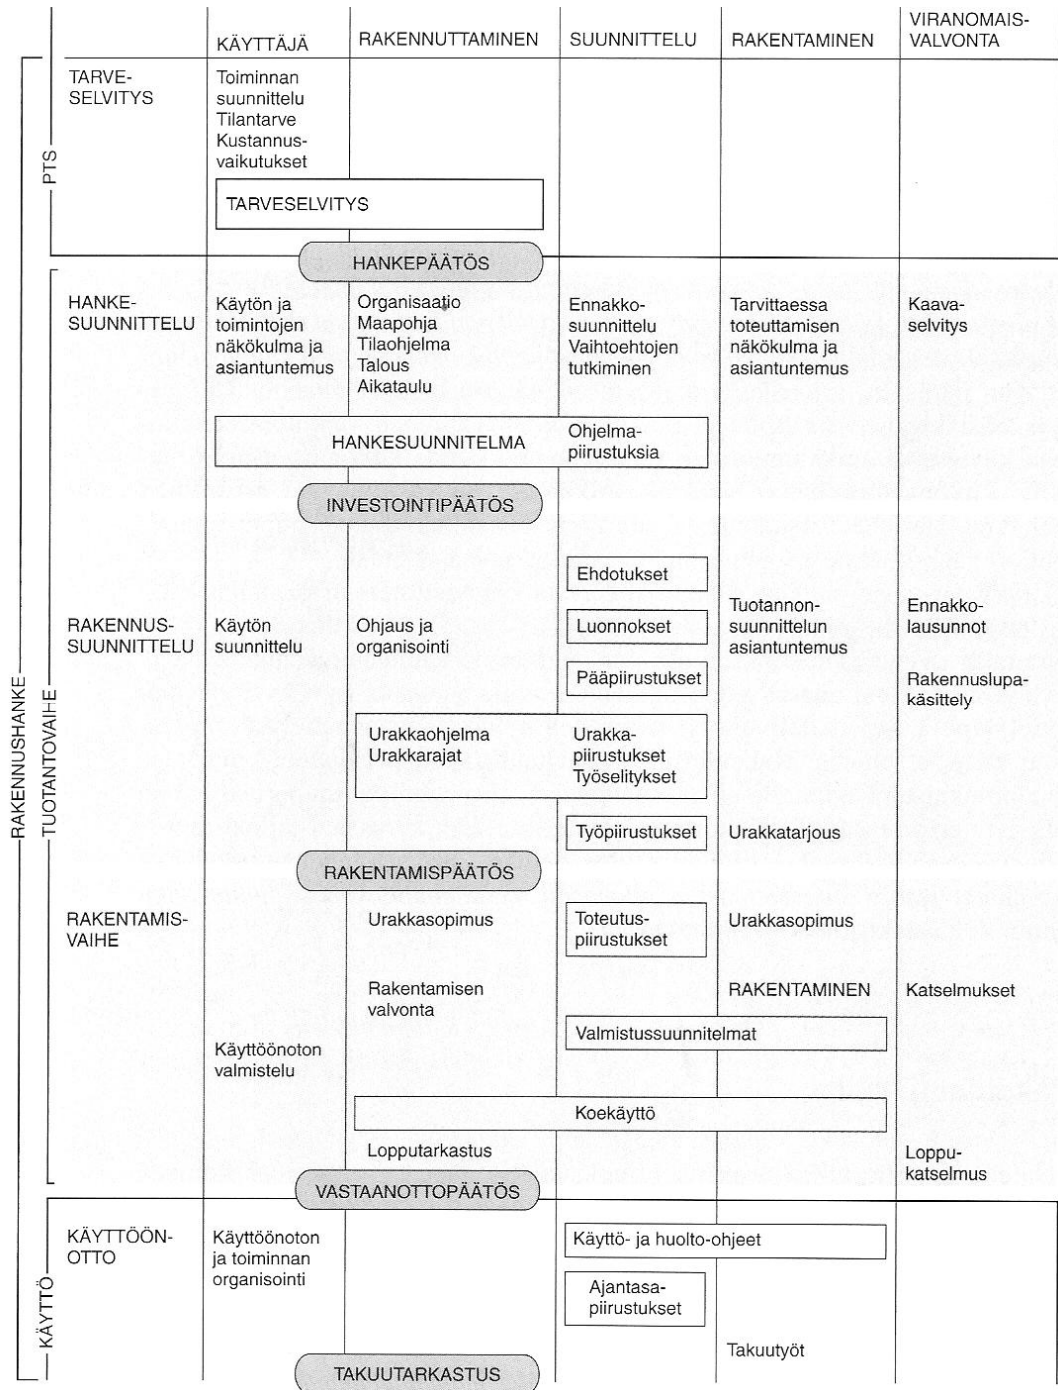 KÄYTTÄJÄ
RAKENNUTTAMINEN
SUUNNITTELU
RAKENTAMINEN
VIRANOMAIS-
VALVONTA
RAKENNUSHANKE
PTS
TARVE-
SELVITYS
Toiminnan
suunnittelu
Tilantarve
Kustannus-
vaikutukset
TARVESELVITYS
HANKEPÄÄTÖS
TUOTANTOVAIHE
HANKE-
SUUNNITTELU
Käytön ja
toimintojen
näkökulma ja
asiantuntemus
Organisaatio
Maapohja
Tilaohjelma
Talous
Aikataulu
Ennakko-
suunnittelu
Vaihtoehtojen
tutkiminen
Tarvittaessa
toteuttamisen
näkökulma ja
asiantuntemus
Kaava-
selvitys
HANKESUUNNITELMA
Ohjelma-
piirustuksia
INVESTOINTIPÄÄTÖS
RAKENNUS-
SUUNNITTELU
Käytön
suunnittelu
Ohjaus ja
organisointi
Ehdotukset
Luonnokset
Pääpiirustukset
Tuotannon-
suunnittelun
asiantuntemus
Ennakko-
lausunnot
Rakennuslupa-
käsittely
Urakkaohjelma
Urakkarajat
Urakka-
piirustukset
Työselitykset
Työpiirustukset
Urakkatarjous
RAKENTAMISPÄÄTÖS
RAKENTAMIS-
VAIHE
Urakkasopimus
Toteutus-
piirustukset
Urakkasopimus
Rakentamisen
valvonta
RAKENTAMINEN
Katselmukset
Valmistussuunnitelmat
Käyttöönoton
valmistelu
Koekäyttö
Lopputarkastus
Loppu-
katselmus
VASTAANOTTOPÄÄTÖS
KÄYTTÖ
KÄYTTÖÖN-
OTTO
Käyttöönoton
ja toiminnan
organisointi
Käyttö- ja huolto-ohjeet
Ajantasa-
piirustukset
Takuutyöt
TAKUUTARKASTUS